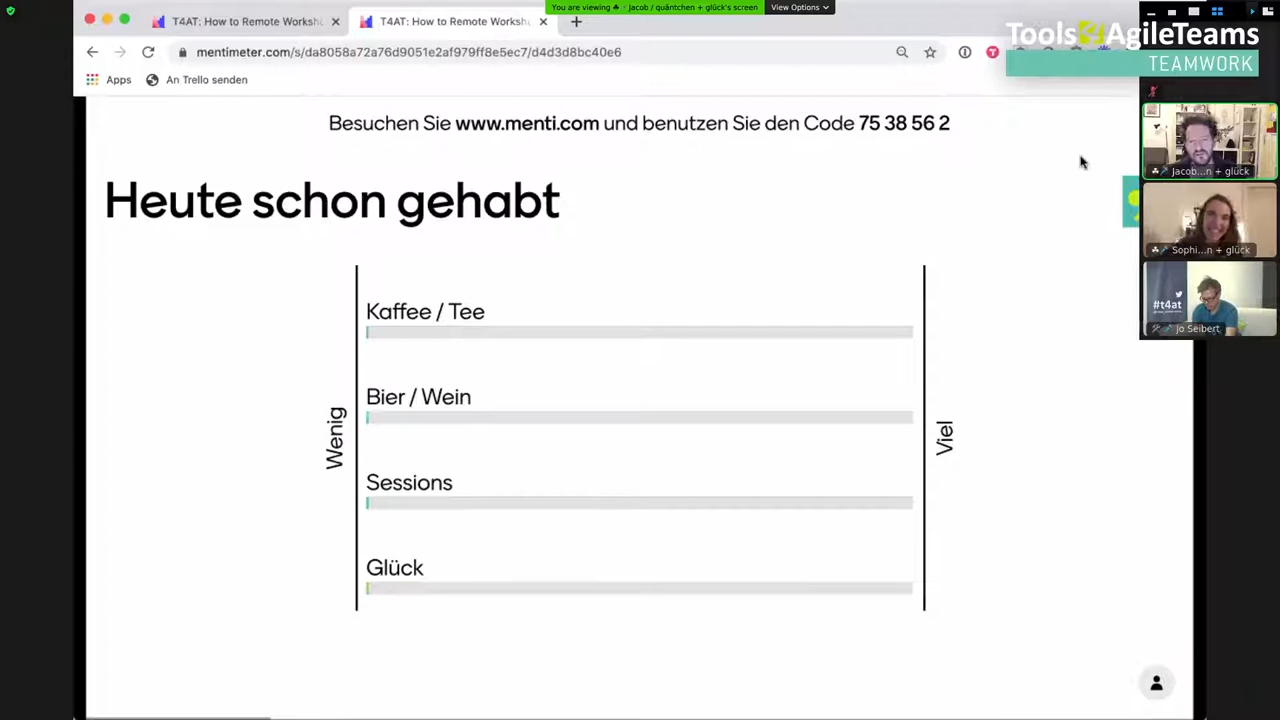 You are viewing Jacob / quäntchen + glück's screen
View Options
T4AT: How to Remote Worksh
T4AT: How to Remote Worksh
mentimeter.com/s/da8058a72a76d9051e2af979ff8e5ec7/d4d3d8bc40e6
Apps
An Trello senden
Tools4AgileTeams
TEAMWORK
Besuchen Sie www.menti.com und benutzen Sie den Code 75 38 56 2
Heute schon gehabt
Kaffee / Tee
Bier / Wein
Sessions
Glück
Wenig
Viel
Jacob...n + glück
Sophi...n + glück
#t4at
Jo Seibert